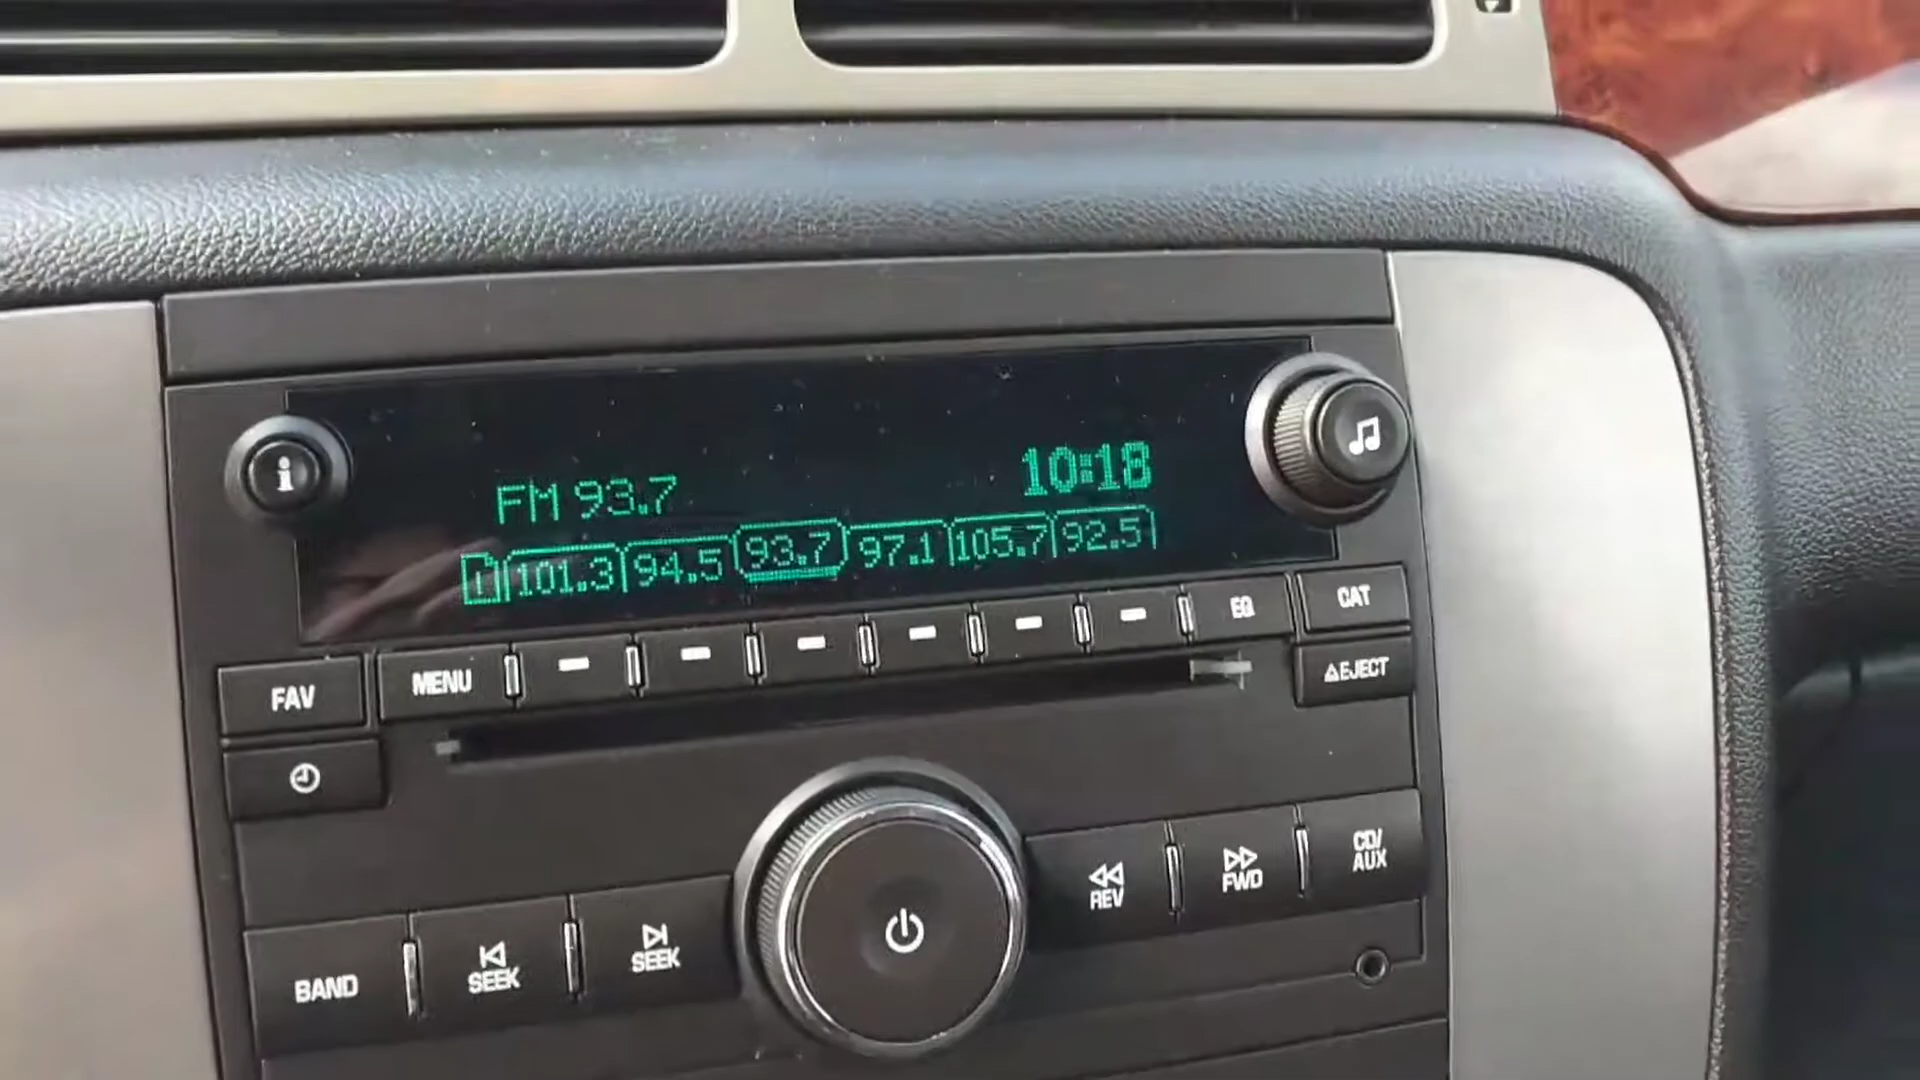 FM 93.7 10:18
1 101.3 94.5 93.7 97.1 105.7 92.5
EQ CAT
FAV MENU EJECT
REV FWD CD/
AUX
BAND SEEK SEEK